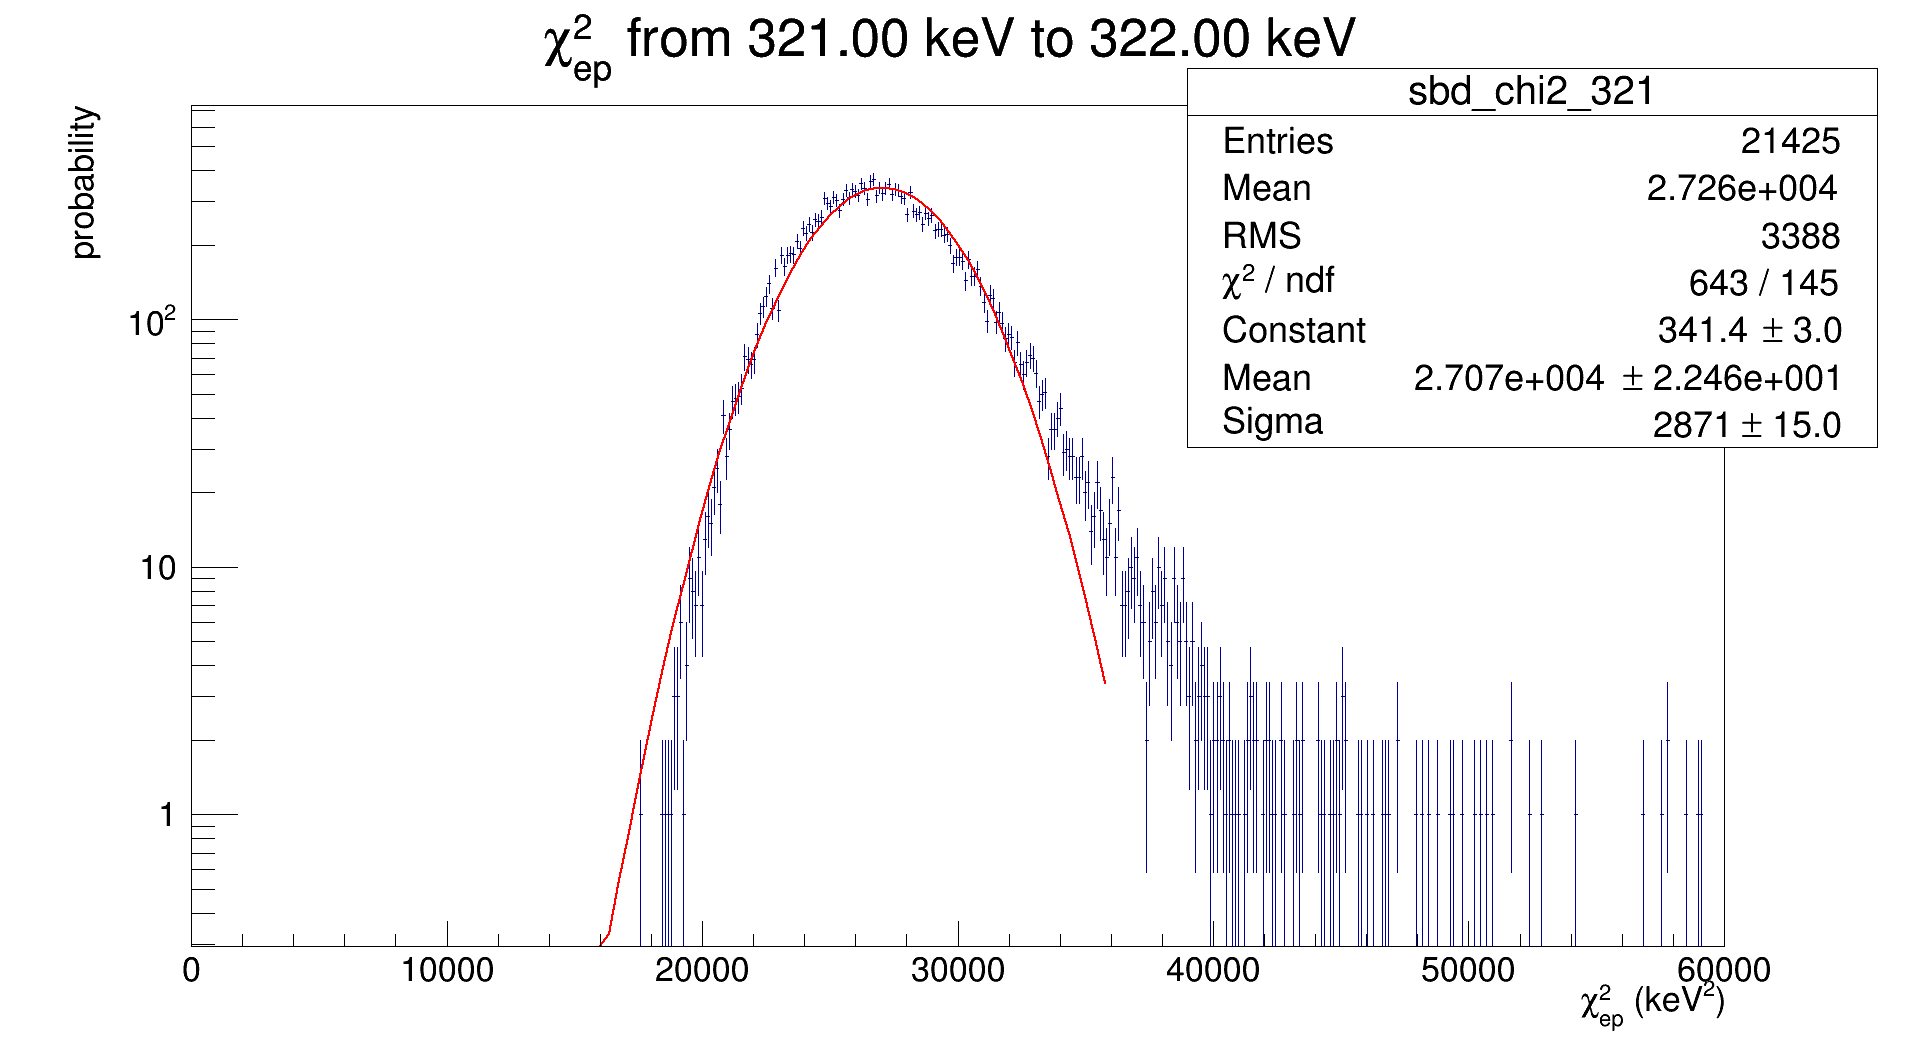 χ²ep from 321.00 keV to 322.00 keV
sbd_chi2_321
Entries 21425
Mean 2.726e+004
RMS 3388
χ² / ndf 643 / 145
Constant 341.4 ± 3.0
Mean 2.707e+004 ± 2.246e+001
Sigma 2871 ± 15.0
probability
10²
10
1
0 10000 20000 30000 40000 50000 60000
χ²ep (keV²)